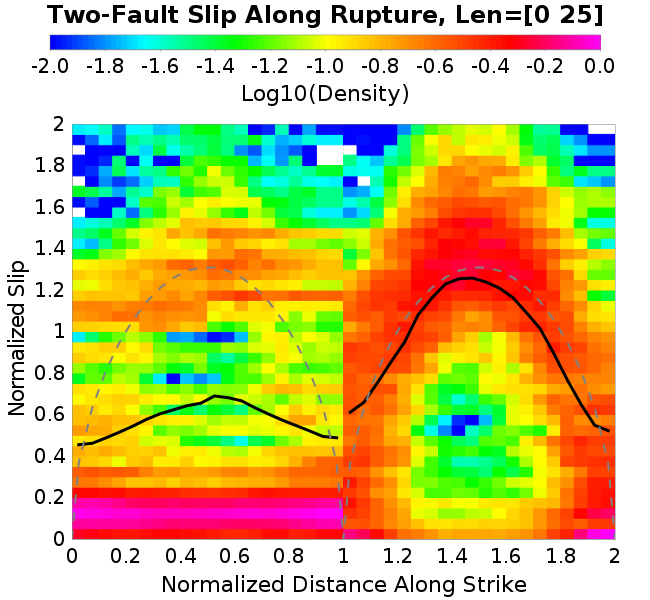 Two-Fault Slip Along Rupture, Len=[0 25]
-2.0 -1.8 -1.6 -1.4 -1.2 -1.0 -0.8 -0.6 -0.4 -0.2 0.0
Log10(Density)
2
1.8
1.6
1.4
1.2
1
0.8
0.6
0.4
0.2
0
Normalized Slip
0 0.2 0.4 0.6 0.8 1 1.2 1.4 1.6 1.8 2
Normalized Distance Along Strike